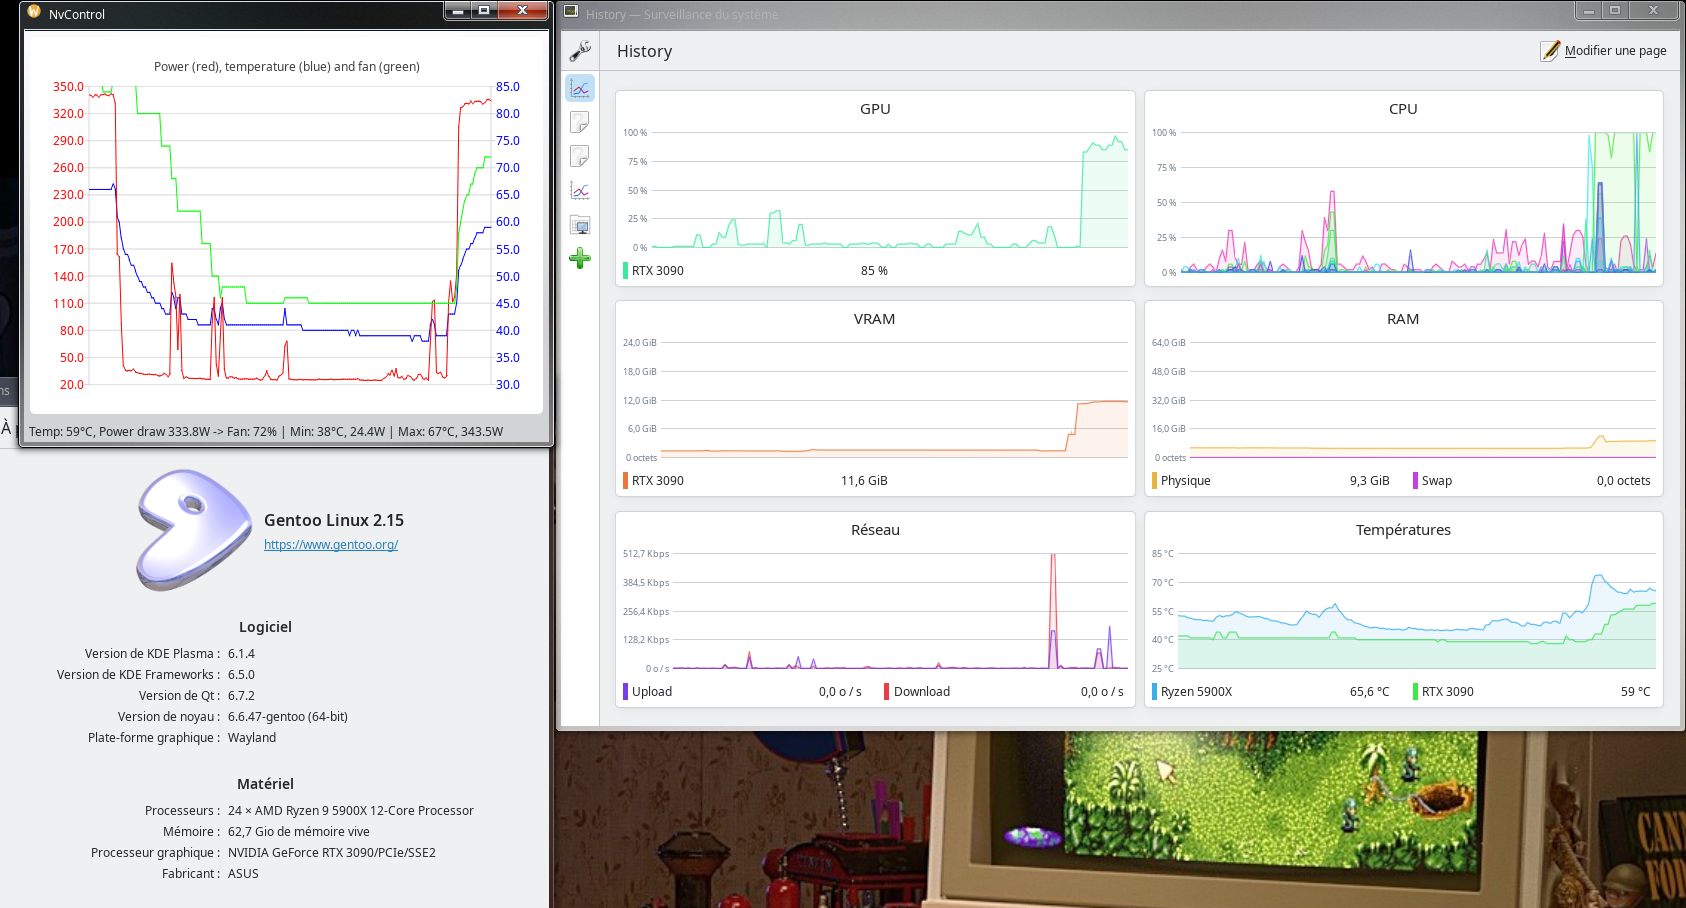 NvControl
Power (red), temperature (blue) and fan (green)
350.0
320.0
290.0
260.0
230.0
200.0
170.0
140.0
110.0
80.0
50.0
20.0
85.0
80.0
75.0
70.0
65.0
60.0
55.0
50.0
45.0
40.0
35.0
30.0
Temp: 59°C, Power draw 333.8W -> Fan: 72% | Min: 38°C, 24.4W | Max: 67°C, 343.5W
ns
À
Gentoo Linux 2.15
https://www.gentoo.org/
Logiciel
Version de KDE Plasma : 6.1.4
Version de KDE Frameworks : 6.5.0
Version de Qt : 6.7.2
Version de noyau : 6.6.47-gentoo (64-bit)
Plate-forme graphique : Wayland
Matériel
Processeurs : 24 × AMD Ryzen 9 5900X 12-Core Processor
Mémoire : 62,7 Gio de mémoire vive
Processeur graphique : NVIDIA GeForce RTX 3090/PCIe/SSE2
Fabricant : ASUS
History — Surveillance du système
History
Modifier une page
GPU
100 %
75 %
50 %
25 %
0 %
RTX 3090 85 %
CPU
100 %
75 %
50 %
25 %
0 %
VRAM
24,0 GiB
18,0 GiB
12,0 GiB
6,0 GiB
0 octets
RTX 3090 11,6 GiB
RAM
64,0 GiB
48,0 GiB
32,0 GiB
16,0 GiB
0 octets
Physique 9,3 GiB Swap 0,0 octets
Réseau
512,7 Kbps
384,5 Kbps
256,4 Kbps
128,2 Kbps
0 o / s
Upload 0,0 o / s Download 0,0 o / s
Températures
85 °C
70 °C
55 °C
40 °C
25 °C
Ryzen 5900X 65,6 °C RTX 3090 59 °C
CAN
FO